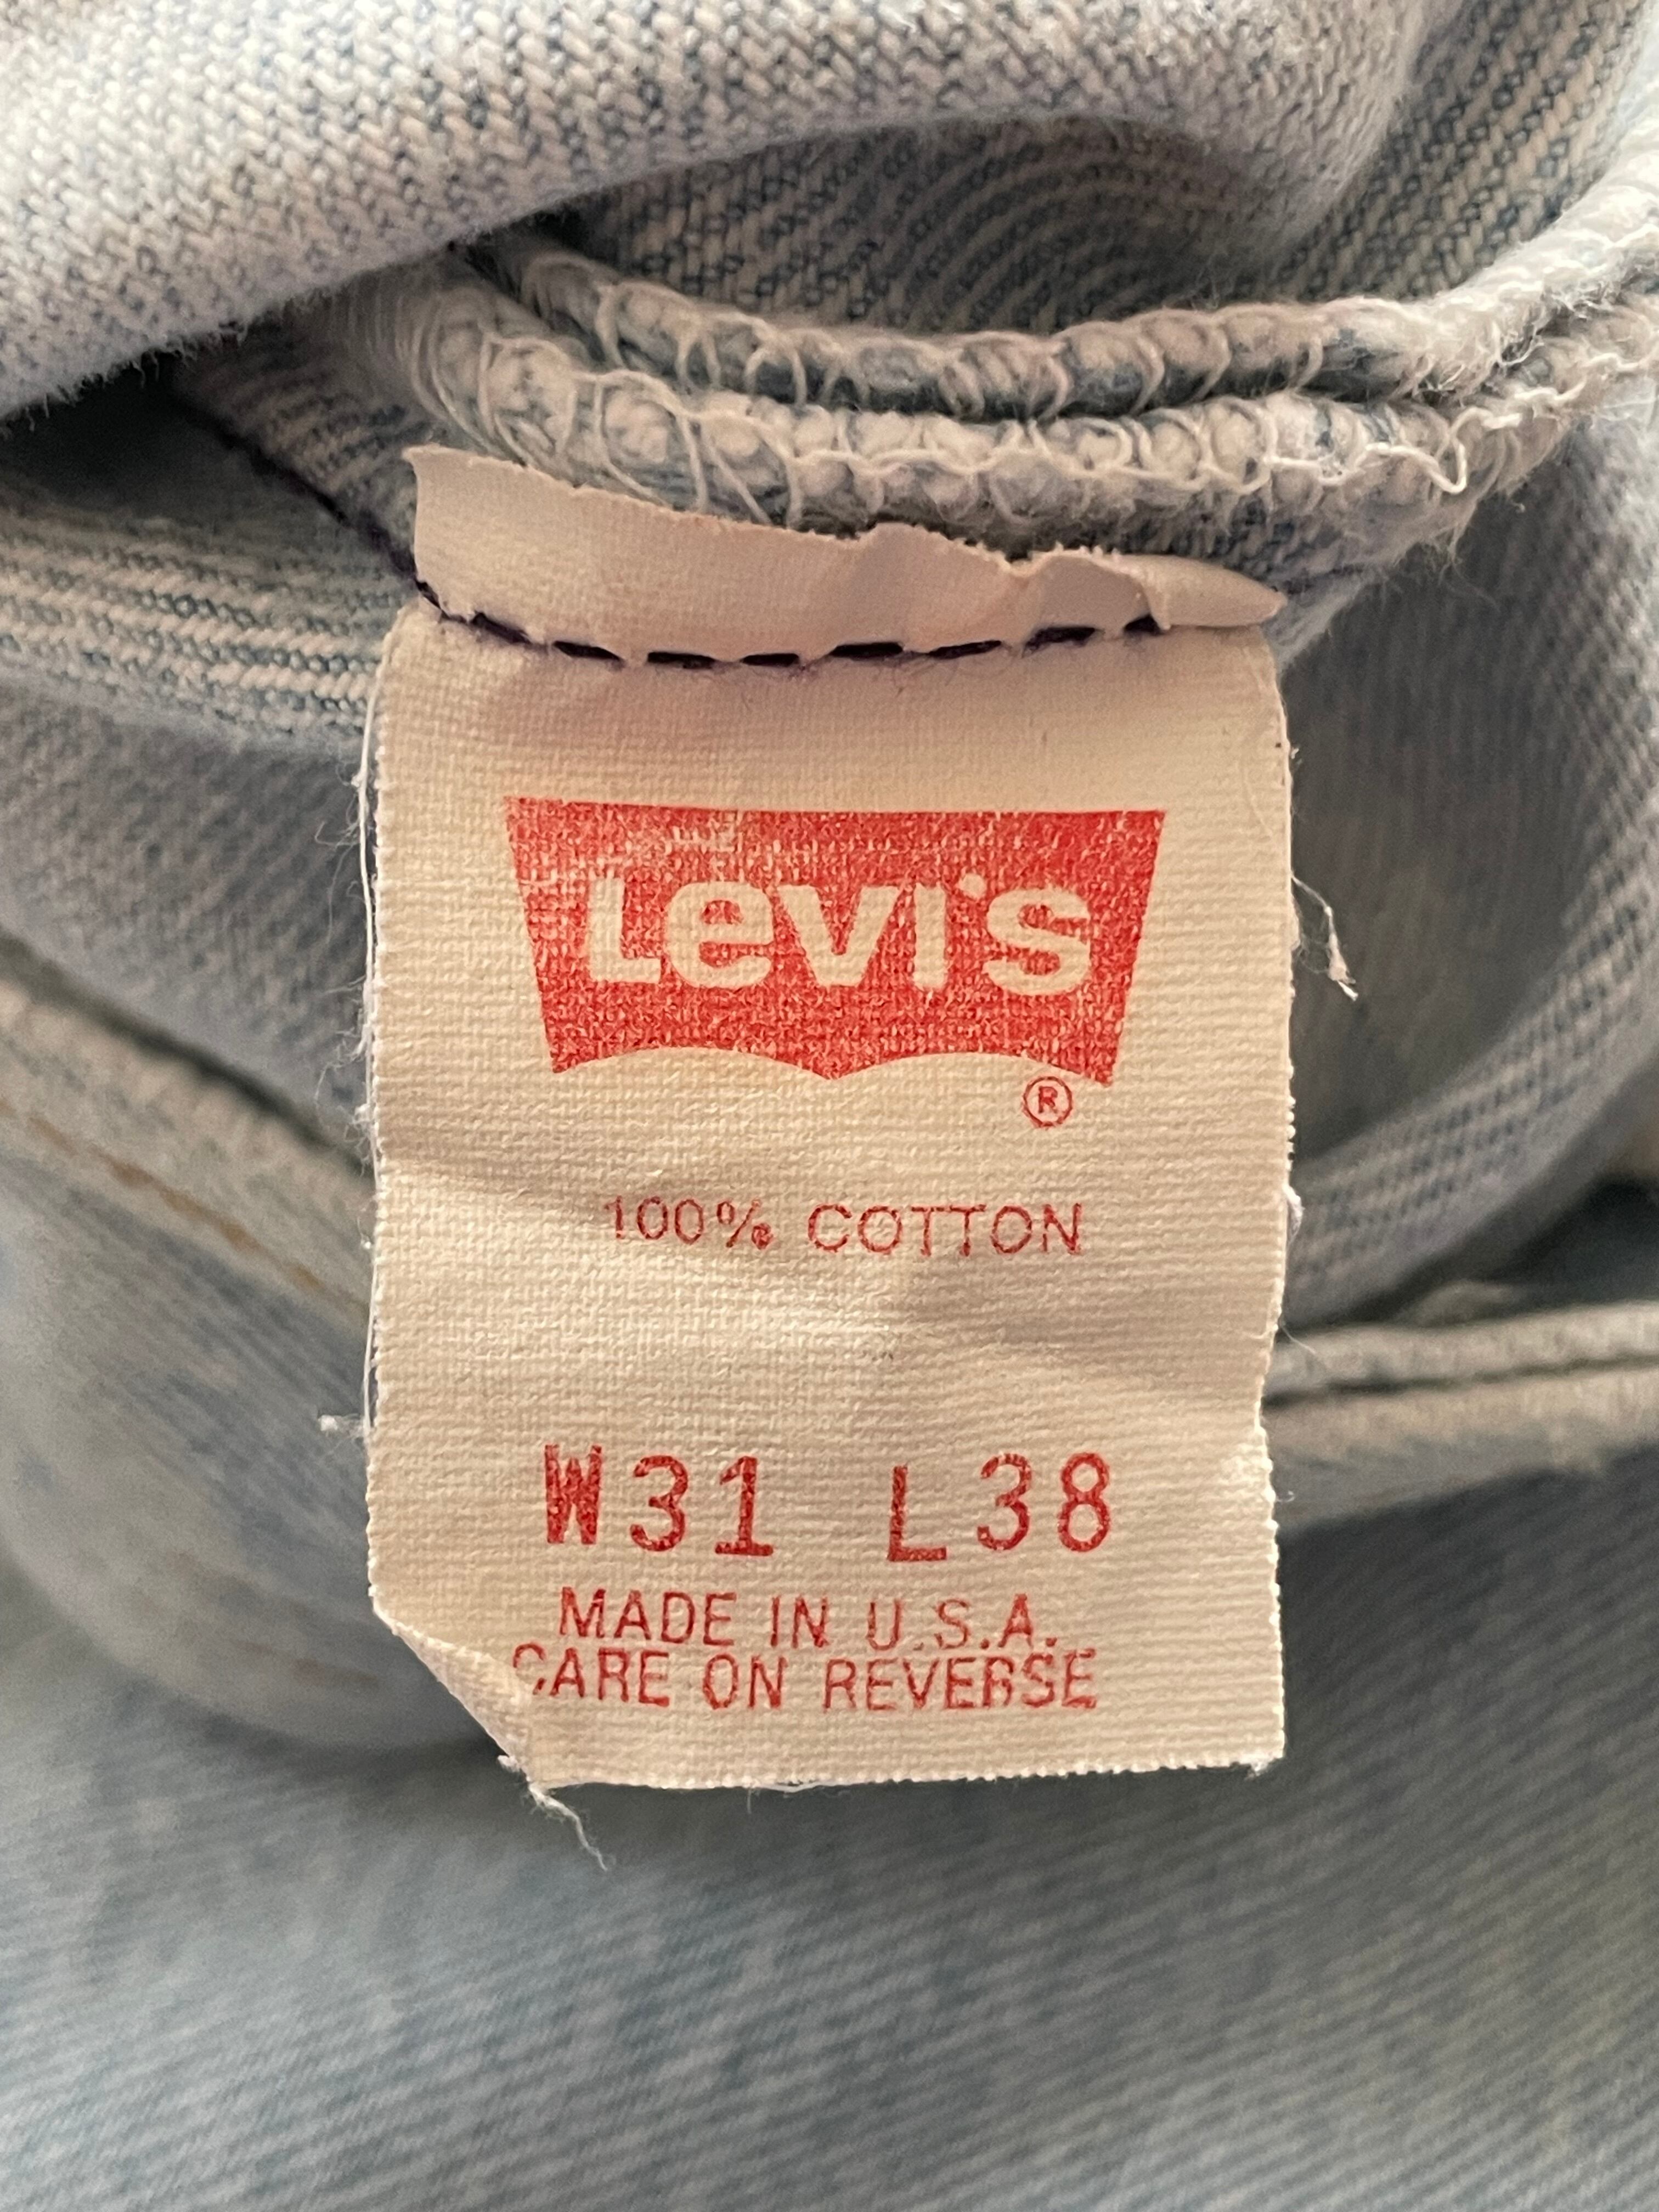 Levi's
®
100% COTTON
W31 L38
MADE IN U.S.A.
CARE ON REVERSE